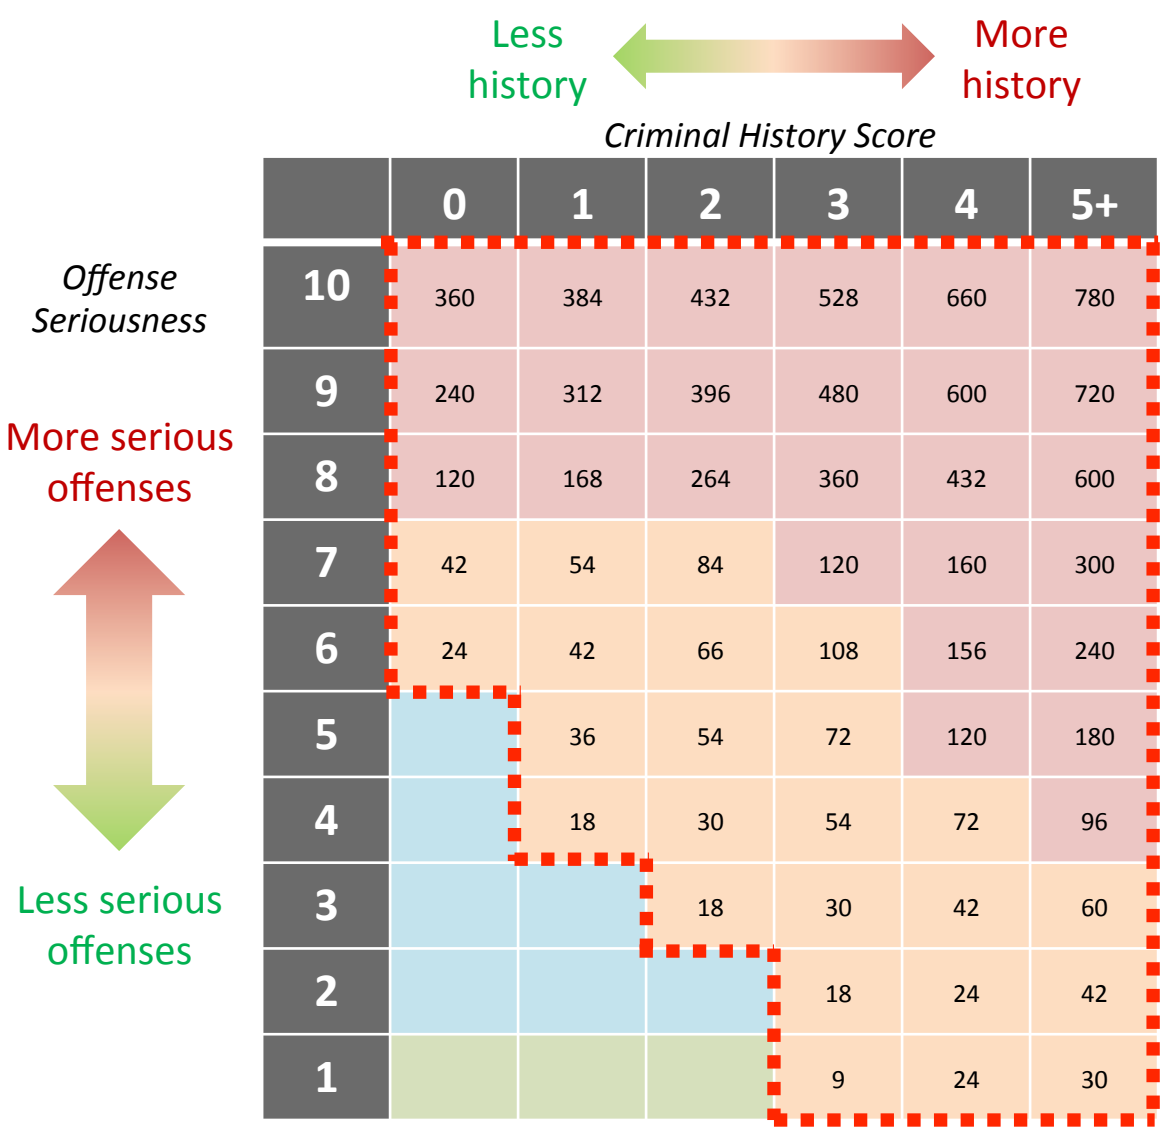 Less history
More history
Criminal History Score
0 1 2 3 4 5+
Offense Seriousness
10 360 384 432 528 660 780
9 240 312 396 480 600 720
More serious offenses
8 120 168 264 360 432 600
7 42 54 84 120 160 300
6 24 42 66 108 156 240
5 36 54 72 120 180
4 18 30 54 72 96
Less serious offenses
3 18 30 42 60
2 18 24 42
1 9 24 30